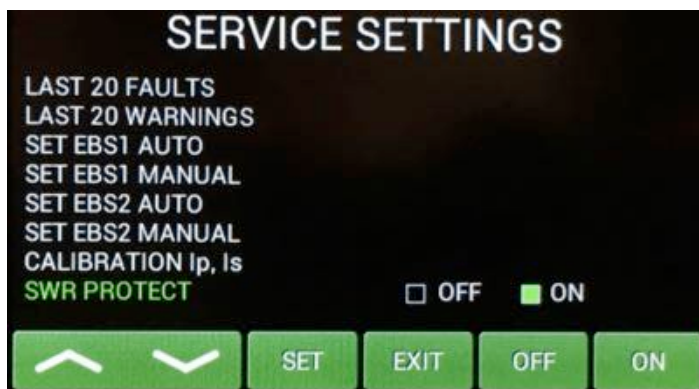 SERVICE SETTINGS
LAST 20 FAULTS
LAST 20 WARNINGS
SET EBS1 AUTO
SET EBS1 MANUAL
SET EBS2 AUTO
SET EBS2 MANUAL
CALIBRATION Ip, Is
SWR PROTECT OFF ON
SET EXIT OFF ON